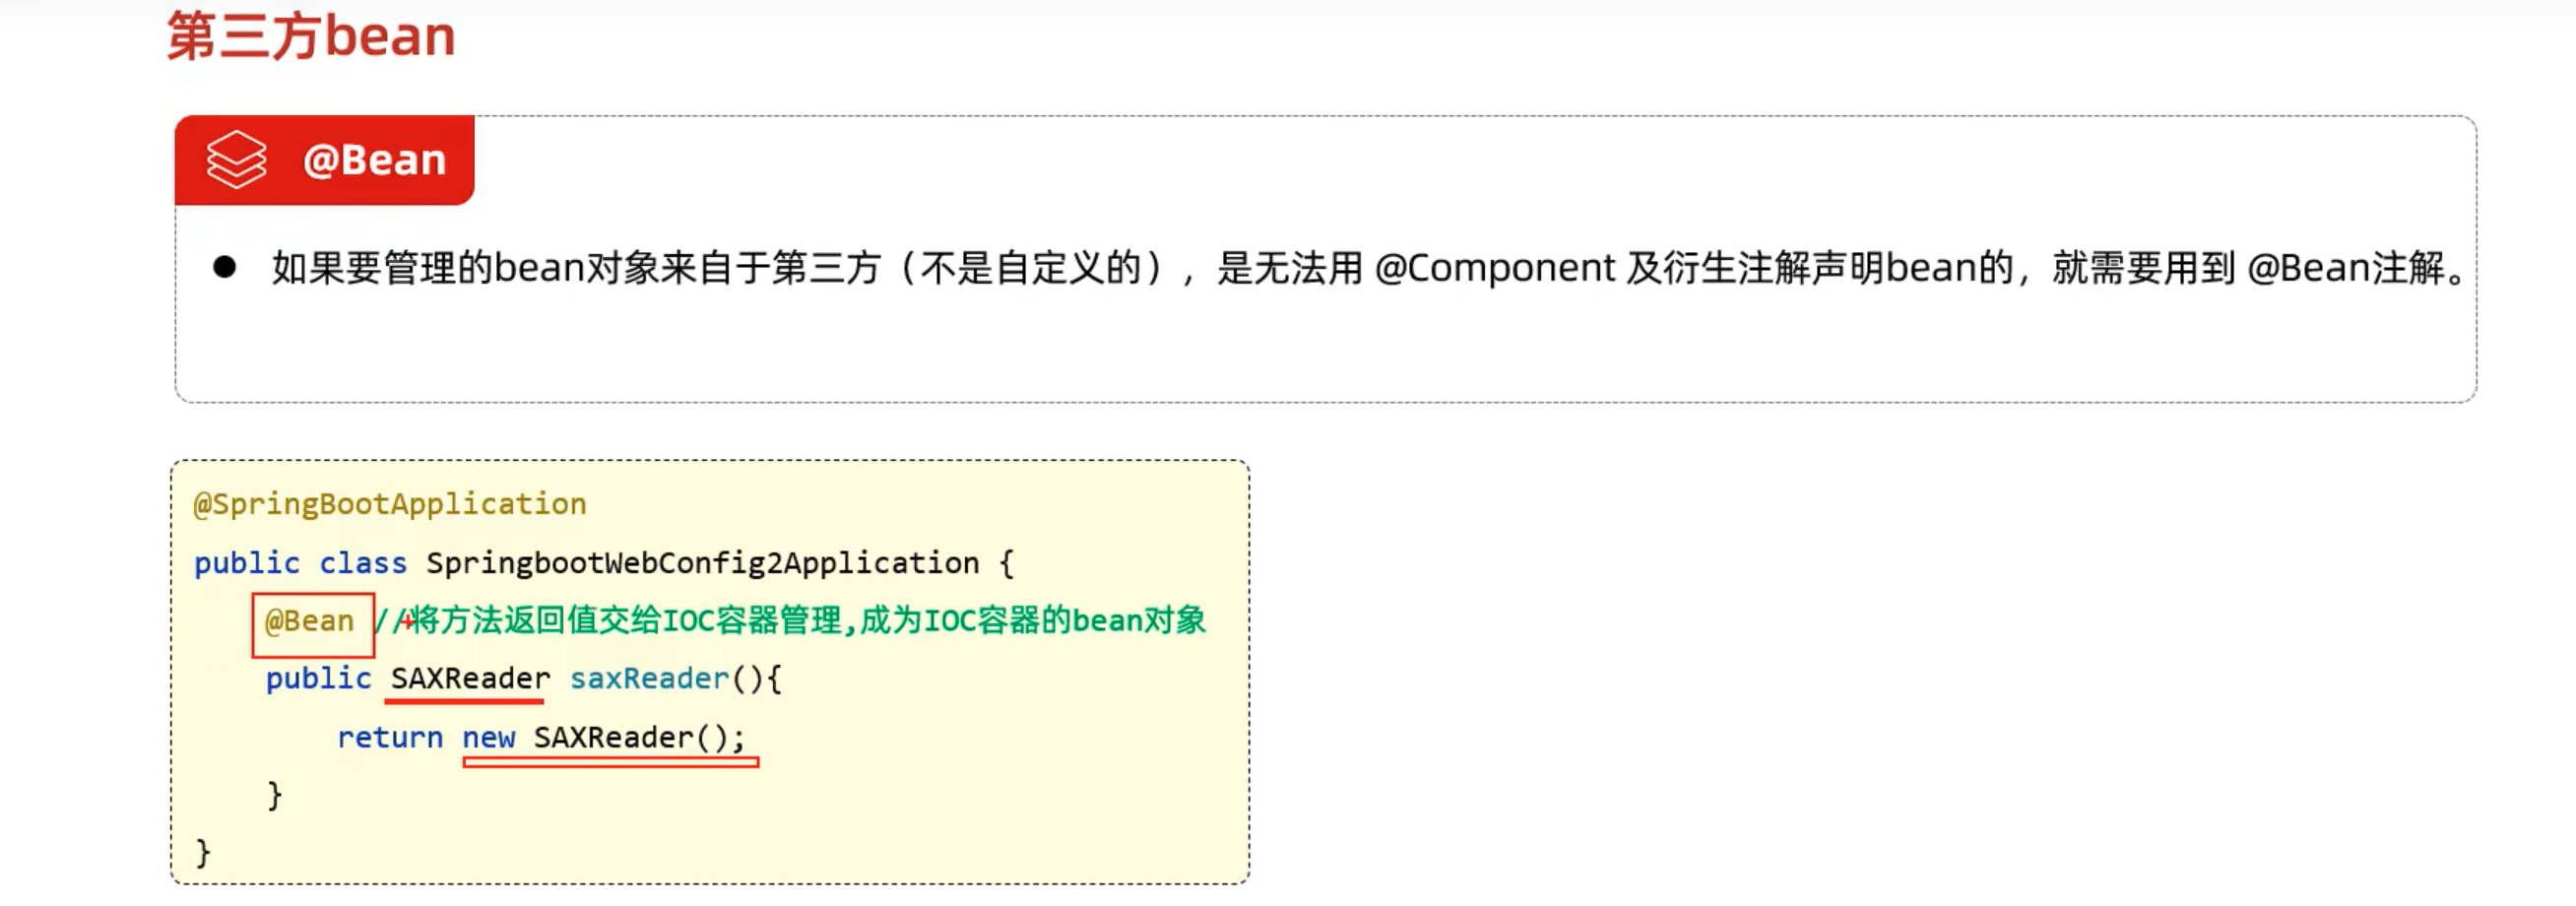 第三方bean
@Bean
● 如果要管理的bean对象来自于第三方（不是自定义的），是无法用 @Component 及衍生注解声明bean的，就需要用到 @Bean注解。
@SpringBootApplication
public class SpringbootWebConfig2Application {
@Bean //将方法返回值交给IOC容器管理,成为IOC容器的bean对象
public SAXReader saxReader(){
return new SAXReader();
}
}